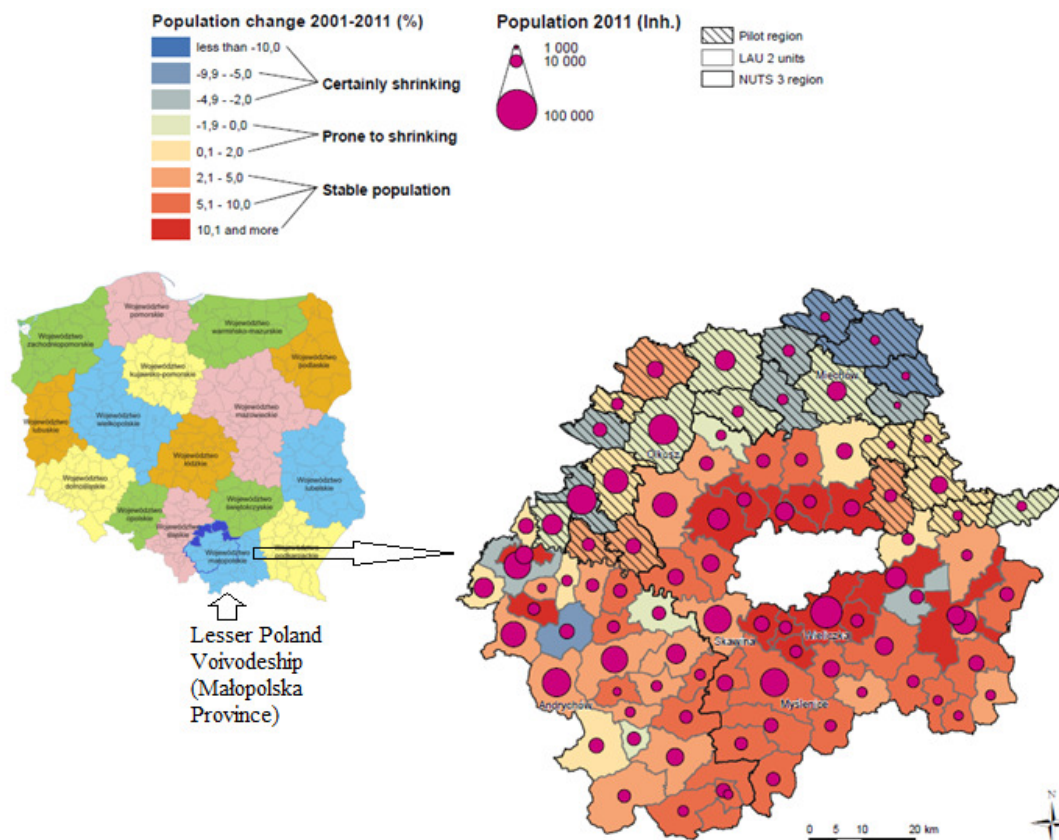 Population change 2001-2011 (%)
less than -10,0
-9,9 - -5,0
-4,9 - -2,0
-1,9 - 0,0
0,1 - 2,0
2,1 - 5,0
5,1 - 10,0
10,1 and more
Certainly shrinking
Prone to shrinking
Stable population
Population 2011 (Inh.)
1 000
10 000
100 000
Pilot region
LAU 2 units
NUTS 3 region
Województwo
pomorskie
Województwo
zachodniopomorskie
Województwo
warmińsko-mazurskie
Województwo
podlaskie
Województwo
kujawsko-pomorskie
Województwo
mazowieckie
Województwo
lubuskie
Województwo
wielkopolskie
Województwo
łódzkie
Województwo
lubelskie
Województwo
dolnośląskie
Województwo
opolskie
Województwo
świętokrzyskie
Województwo
śląskie
Województwo
małopolskie
Województwo
podkarpackie
Lesser Poland
Voivodeship
(Małopolska
Province)
Miechów
Olkusz
Skawina
Wieliczka
Andrychów
Myślenice
N
0 10 20 km